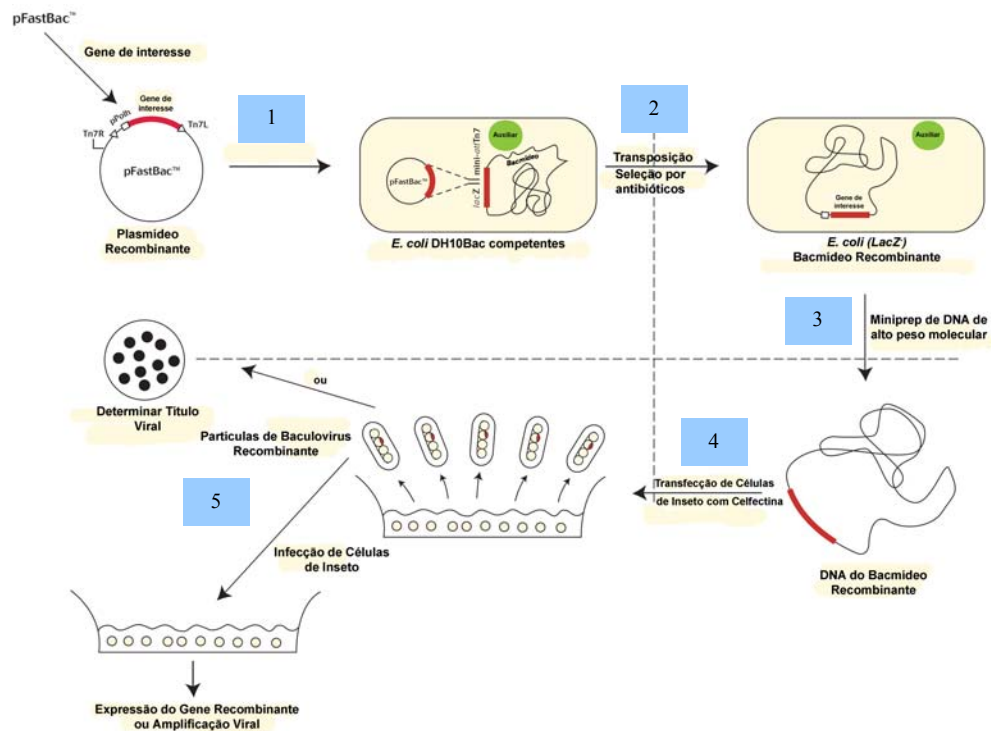 pFastBac™
Gene de interesse
Gene de
interesse
pPolh
Tn7R
Tn7L
pFastBac™
Plasmídeo
Recombinante
1
Auxiliar
pFastBac™
lacZ
mini-attTn7
Bacmídeo
E. coli DH10Bac competentes
2
Transposição
Seleção por
antibióticos
Auxiliar
Gene de
interesse
E. coli (LacZ-)
Bacmideo Recombinante
3
Miniprep de DNA de
alto peso molecular
Determinar Titulo
Viral
ou
Partículas de Baculovirus
Recombinante
4
Transfecção de Células
de Inseto com Celfectina
DNA do Bacmideo
Recombinante
5
Infecção de Células
de Inseto
Expressão do Gene Recombinante
ou Amplificação Viral